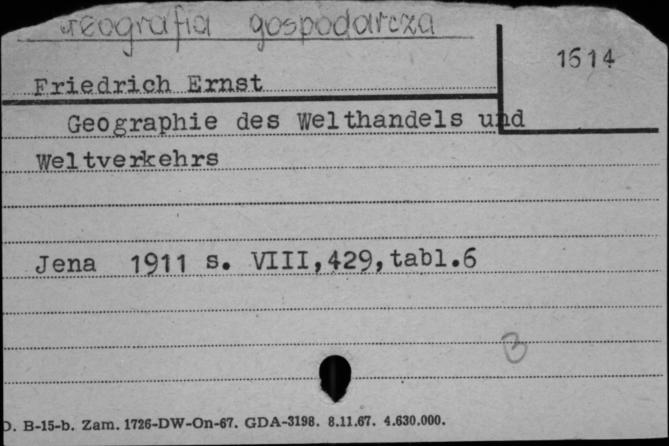 Geografia gospodarcza
1514
Friedrich Ernst
Geographie des Welthandels und
Weltverkehrs
Jena 1911 s. VIII,429,tabl.6
B
D. B-15-b. Zam. 1726-DW-On-67. GDA-3198. 8.11.67. 4.630.000.